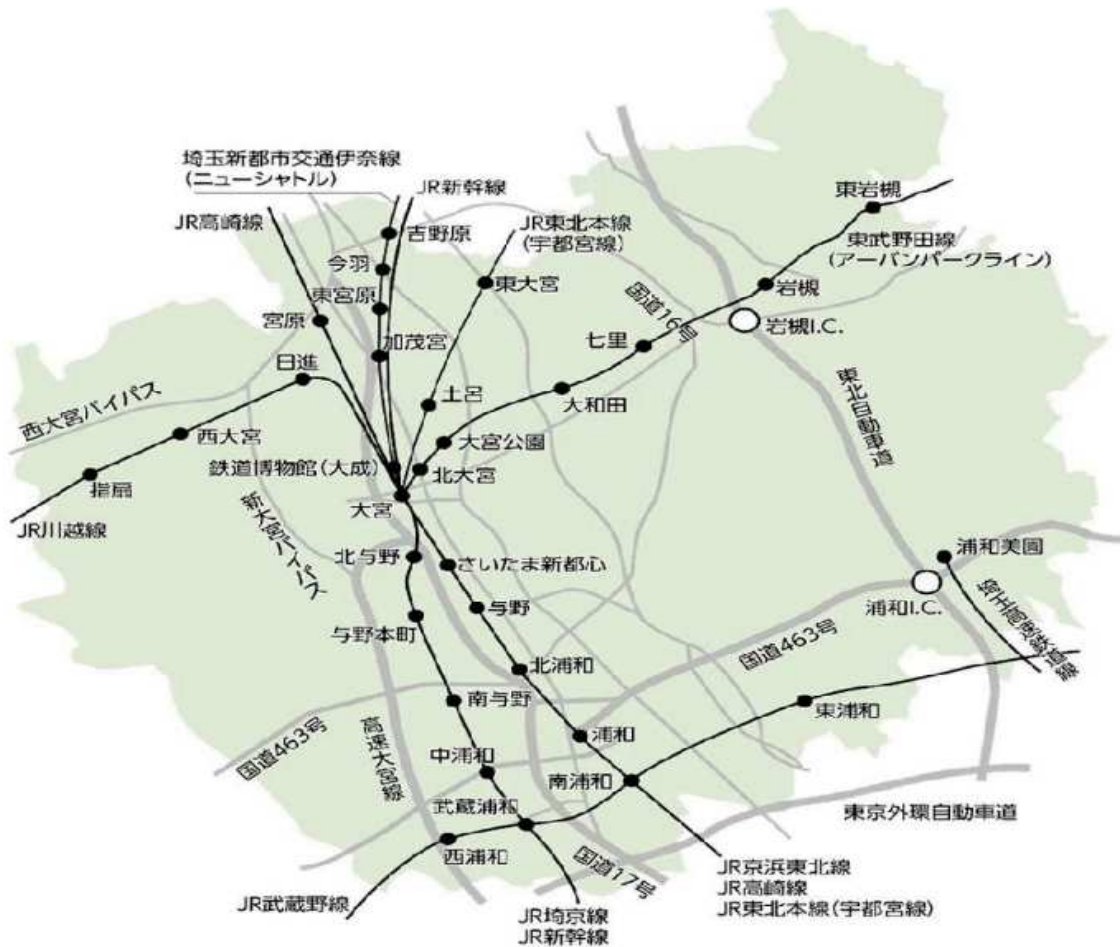 埼玉新都市交通伊奈線
(ニューシャトル)
JR新幹線
JR高崎線
吉野原
JR東北本線
(宇都宮線)
東岩槻
東武野田線
(アーバンパークライン)
今羽
東大宮
岩槻
東宮原
国道16号
宮原
岩槻I.C.
加茂宮
七里
日進
西大宮バイパス
土呂
大和田
東北自動車道
西大宮
大宮公園
鉄道博物館(大成)
北大宮
指扇
大宮
JR川越線
新大宮バイパス
北与野
さいたま新都心
浦和美園
与野
浦和I.C.
埼玉高速鉄道線
与野本町
国道463号
北浦和
南与野
東浦和
国道463号
高速大宮線
浦和
中浦和
南浦和
武蔵浦和
東京外環自動車道
西浦和
国道17号
JR京浜東北線
JR高崎線
JR東北本線(宇都宮線)
JR武蔵野線
JR埼京線
JR新幹線